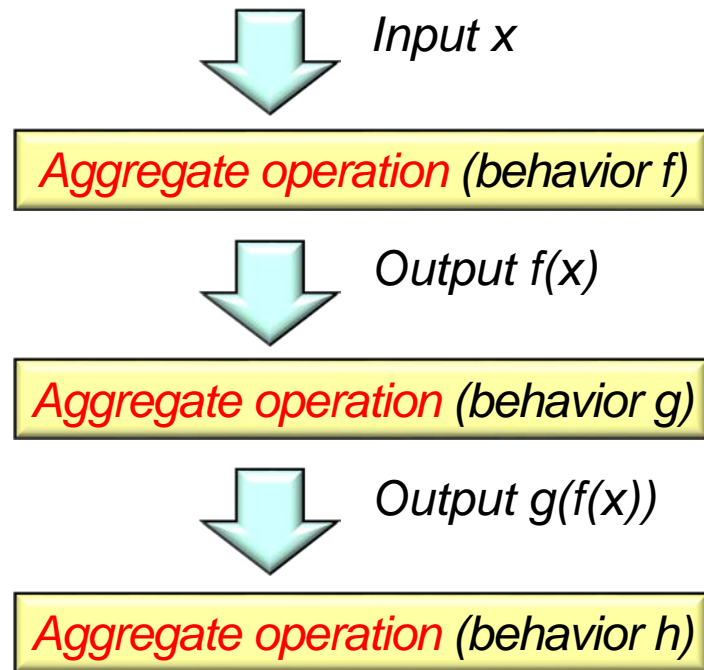 Input x
Aggregate operation (behavior f)
Output f(x)
Aggregate operation (behavior g)
Output g(f(x))
Aggregate operation (behavior h)